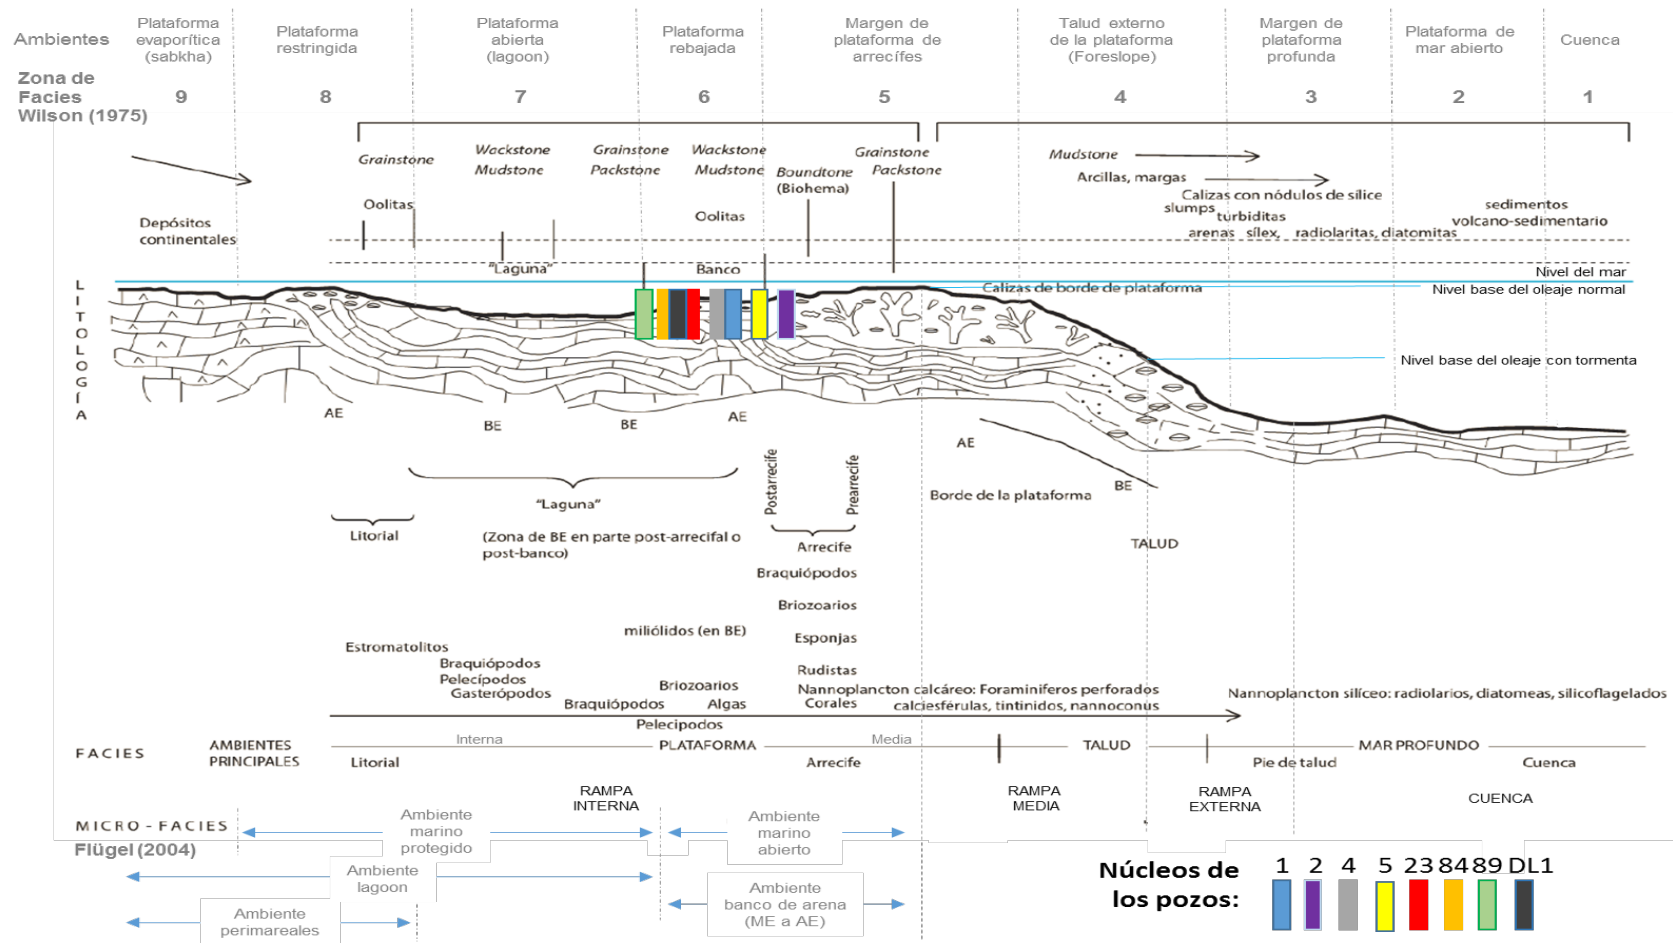 Ambientes
Plataforma
evaporítica
(sabkha)
Plataforma
restringida
Plataforma
abierta
(lagoon)
Plataforma
rebajada
Margen de
plataforma de
arrecífes
Talud externo
de la plataforma
(Foreslope)
Margen de
plataforma
profunda
Plataforma de
mar abierto
Cuenca
Zona de
Facies
Wilson (1975)
9
8
7
6
5
4
3
2
1
Grainstone
Wackstone
Mudstone
Grainstone
Packstone
Wackstone
Mudstone
Boundtone
(Biohema)
Grainstone
Packstone
Mudstone
Arcillas, margas
Calizas con nódulos de sílice
slumps
turbiditas
arenas sílex, radiolaritas, diatomitas
sedimentos
volcano-sedimentario
Depósitos
continentales
Oolitas
Oolitas
"Laguna"
Banco
Nivel del mar
Calizas de borde de plataforma
Nivel base del oleaje normal
Nivel base del oleaje con tormenta
LITOLOGÍA
AE
BE
BE
AE
AE
BE
Postarrecife
Prearrecife
Borde de la plataforma
"Laguna"
Litorial
(Zona de BE en parte post-arrecifal o
post-banco)
Arrecife
TALUD
Braquiópodos
Briozoarios
miliólidos (en BE)
Esponjas
Estromatolitos
Braquiópodos
Pelecípodos
Gasterópodos
Rudistas
Briozoarios
Nannoplancton calcáreo: Foraminiferos perforados
calciesférulas, tintinidos, nannoconus
Nannoplancton silíceo: radiolarios, diatomeas, silicoflagelados
Braquiópodos
Algas
Corales
Pelecipodos
FACIES
AMBIENTES
PRINCIPALES
Interna
PLATAFORMA
Media
TALUD
MAR PROFUNDO
Litorial
Arrecife
Pie de talud
Cuenca
RAMPA
INTERNA
RAMPA
MEDIA
RAMPA
EXTERNA
CUENCA
MICRO - FACIES
Flügel (2004)
Ambiente
marino
protegido
Ambiente
marino
abierto
Ambiente
lagoon
Ambiente
banco de arena
(ME a AE)
Ambiente
perimareales
Núcleos de
los pozos:
1 2 4 5 23 84 89 DL1